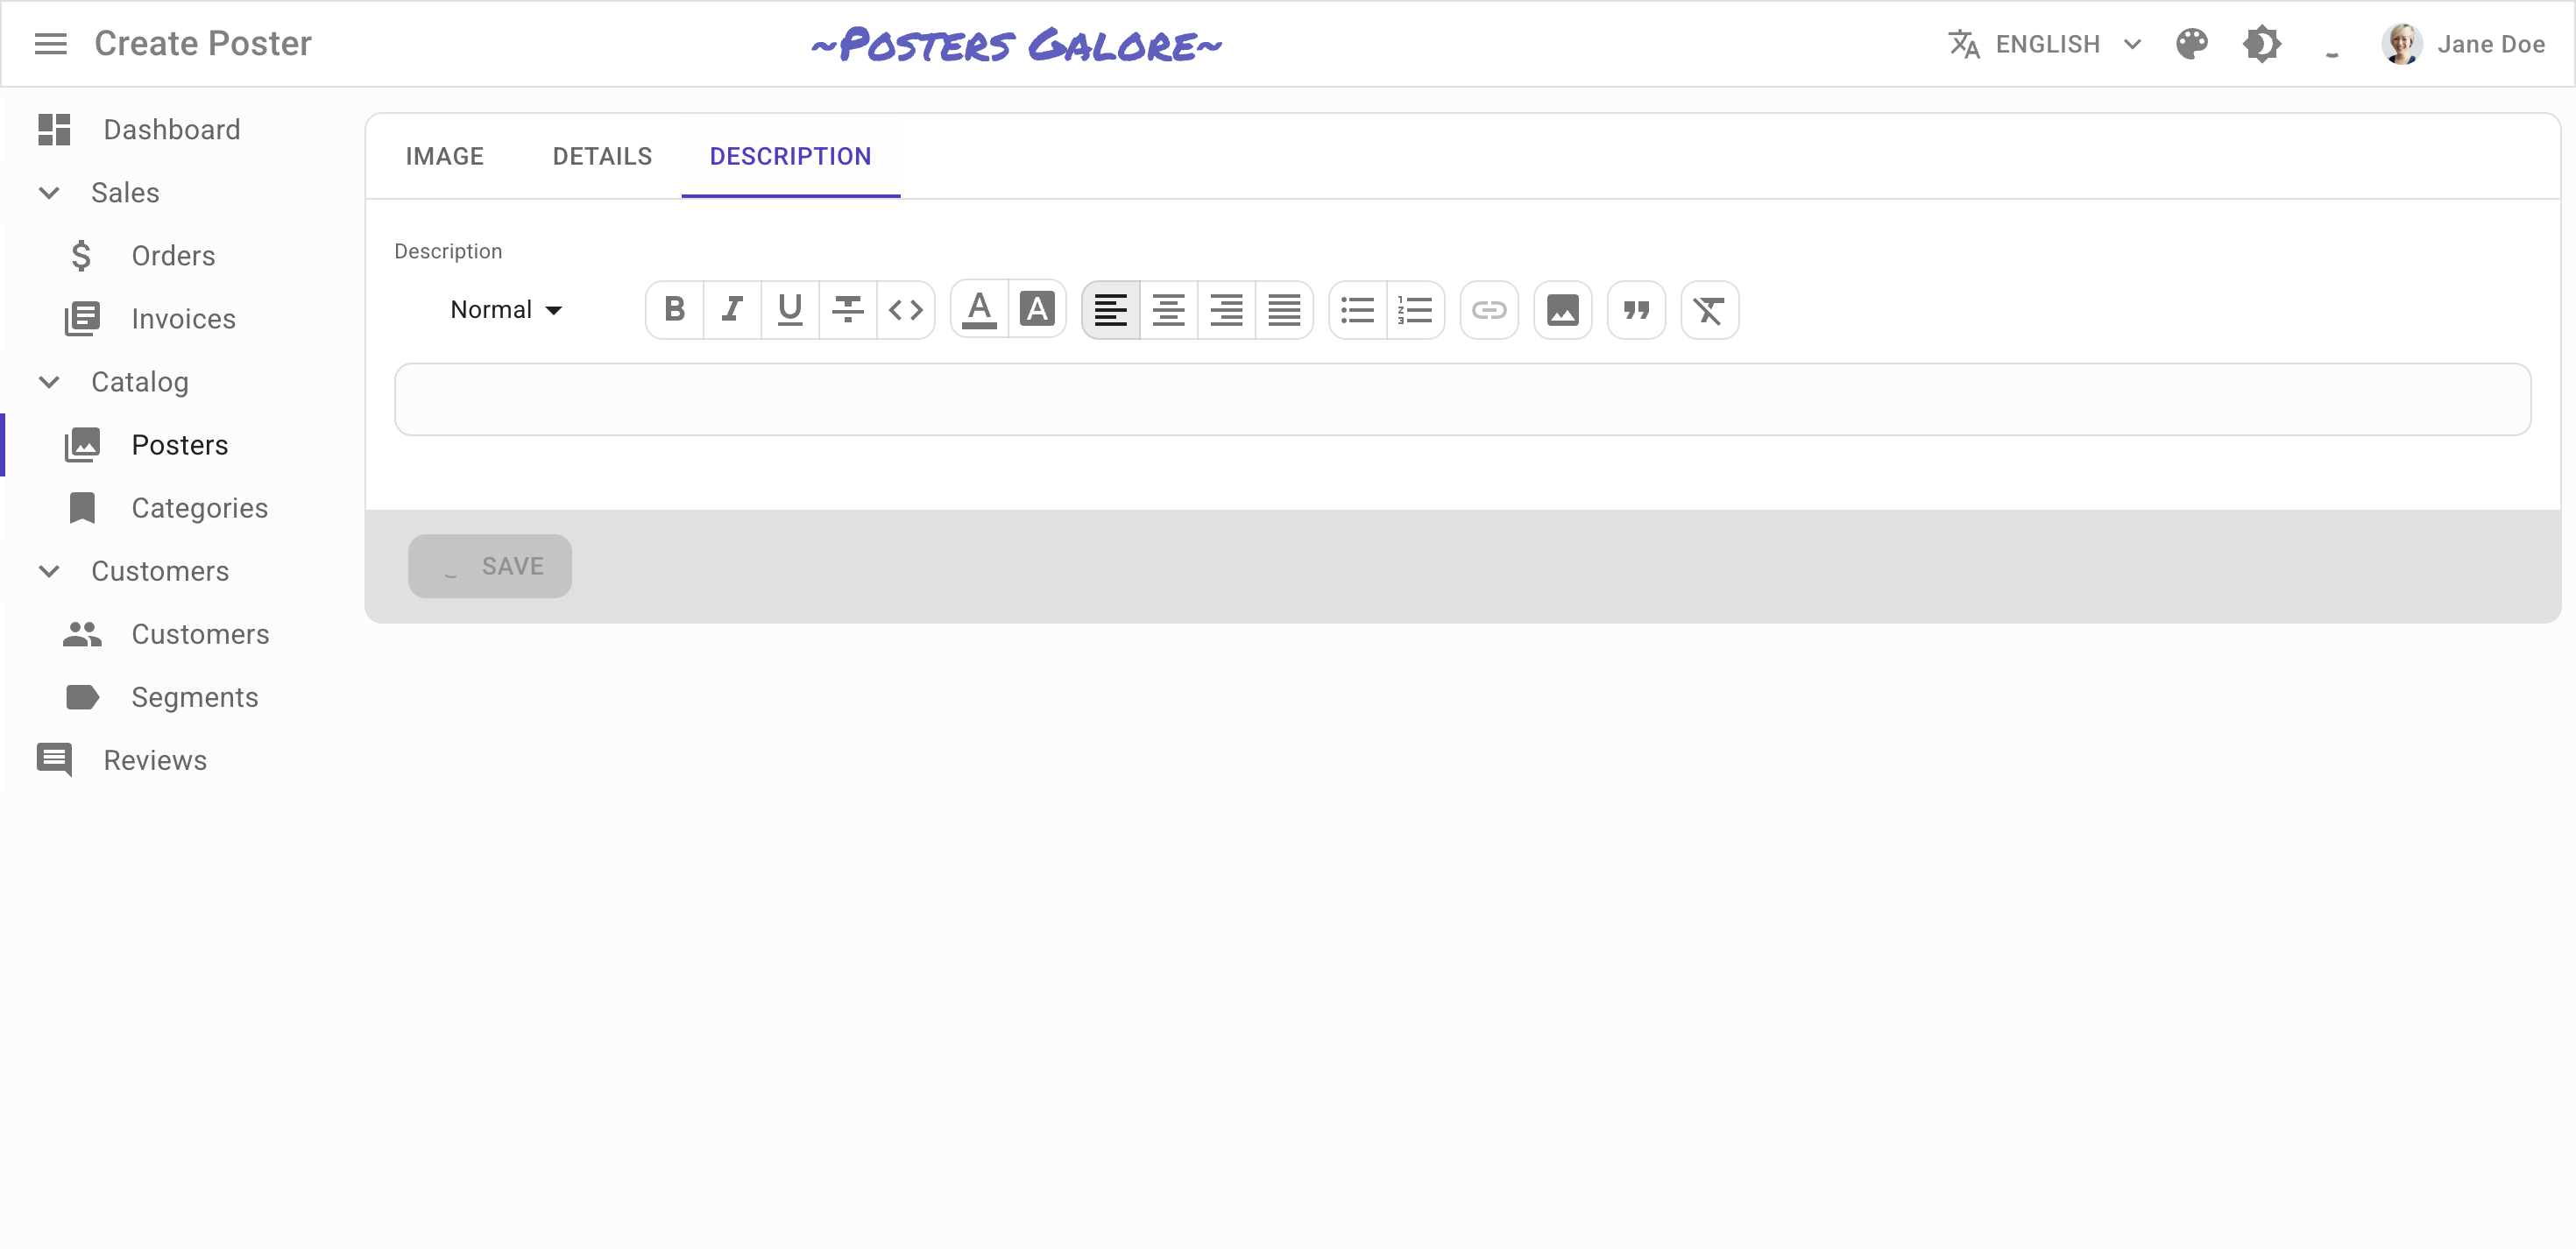 Create Poster
~Posters Galore~
ENGLISH
Jane Doe
Dashboard
Sales
Orders
Invoices
Catalog
Posters
Categories
Customers
Customers
Segments
Reviews
IMAGE DETAILS DESCRIPTION
Description
Normal
SAVE